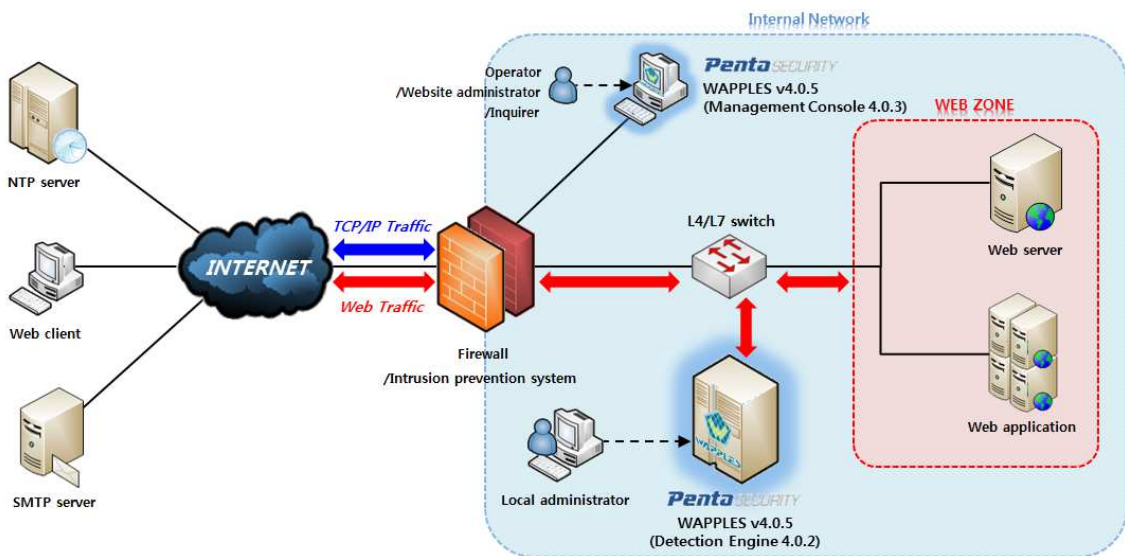 Internal Network
Operator
/Website administrator
/Inquirer
Penta SECURITY
WAPPLES v4.0.5
(Management Console 4.0.3)
WEB ZONE
NTP server
TCP/IP Traffic
L4/L7 switch
Web server
INTERNET
Web client
Web Traffic
Firewall
/Intrusion prevention system
WAPPLES
Web application
SMTP server
Local administrator
Penta SECURITY
WAPPLES v4.0.5
(Detection Engine 4.0.2)